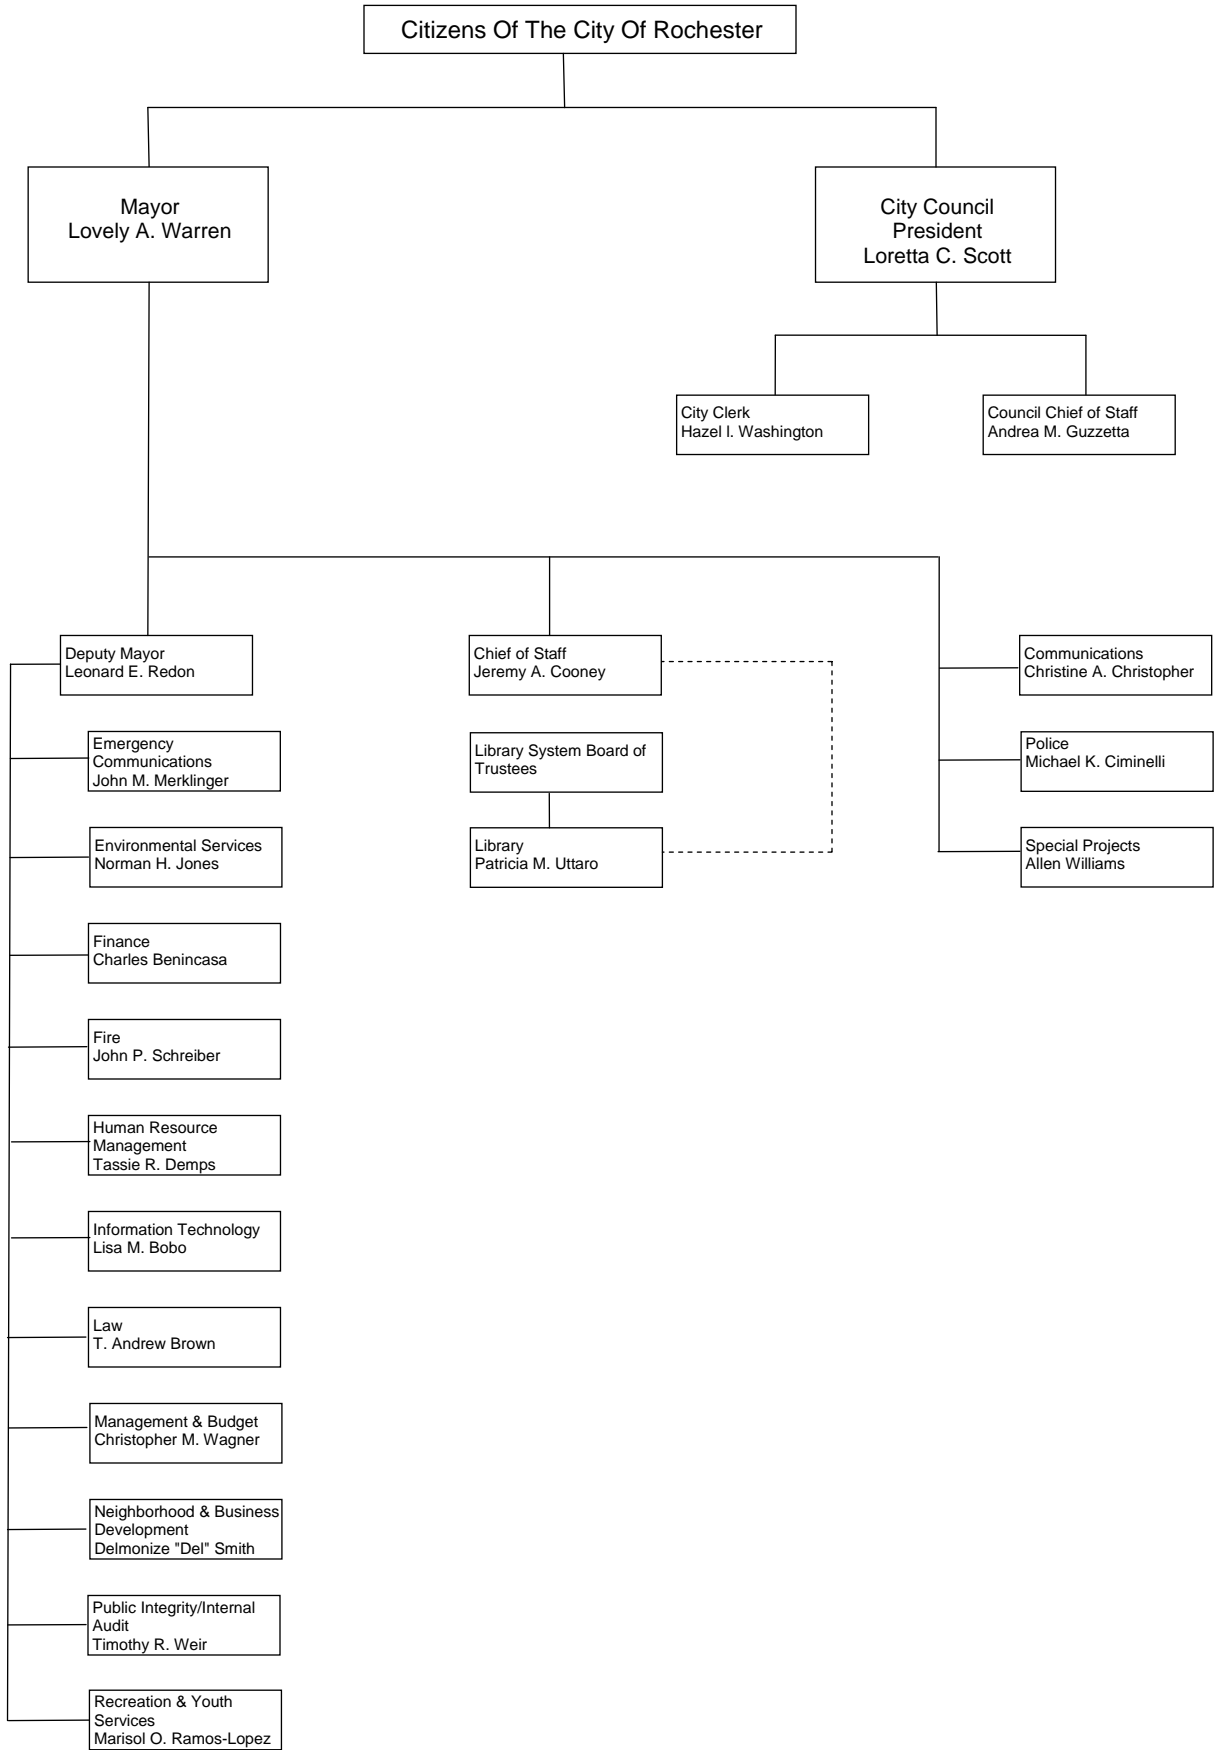 Citizens Of The City Of Rochester
Mayor
Lovely A. Warren
City Council
President
Loretta C. Scott
City Clerk
Hazel I. Washington
Council Chief of Staff
Andrea M. Guzzetta
Deputy Mayor
Leonard E. Redon
Emergency
Communications
John M. Merklinger
Environmental Services
Norman H. Jones
Finance
Charles Benincasa
Fire
John P. Schreiber
Human Resource
Management
Tassie R. Demps
Information Technology
Lisa M. Bobo
Law
T. Andrew Brown
Management & Budget
Christopher M. Wagner
Neighborhood & Business
Development
Delmonize "Del" Smith
Public Integrity/Internal
Audit
Timothy R. Weir
Recreation & Youth
Services
Marisol O. Ramos-Lopez
Chief of Staff
Jeremy A. Cooney
Library System Board of
Trustees
Library
Patricia M. Uttaro
Communications
Christine A. Christopher
Police
Michael K. Ciminelli
Special Projects
Allen Williams